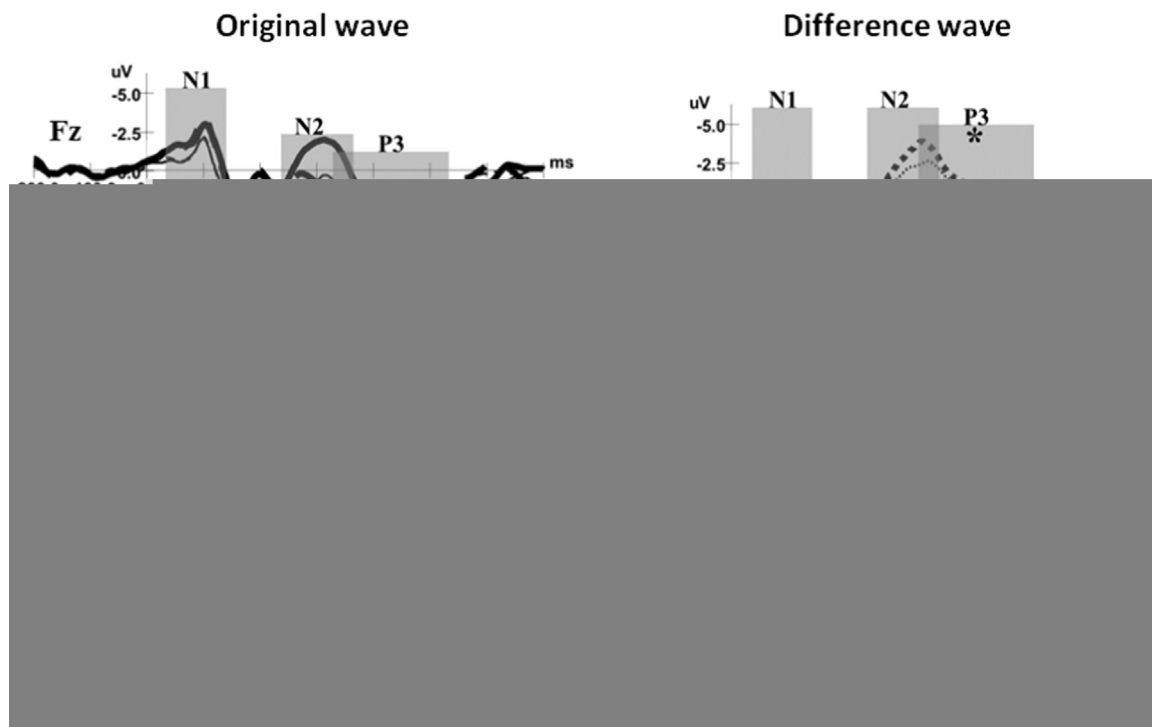 Original wave
Difference wave
uV
N1
-5.0
Fz
-2.5
N2
P3
ms
uV
N1
N2
P3
-5.0
*
-2.5